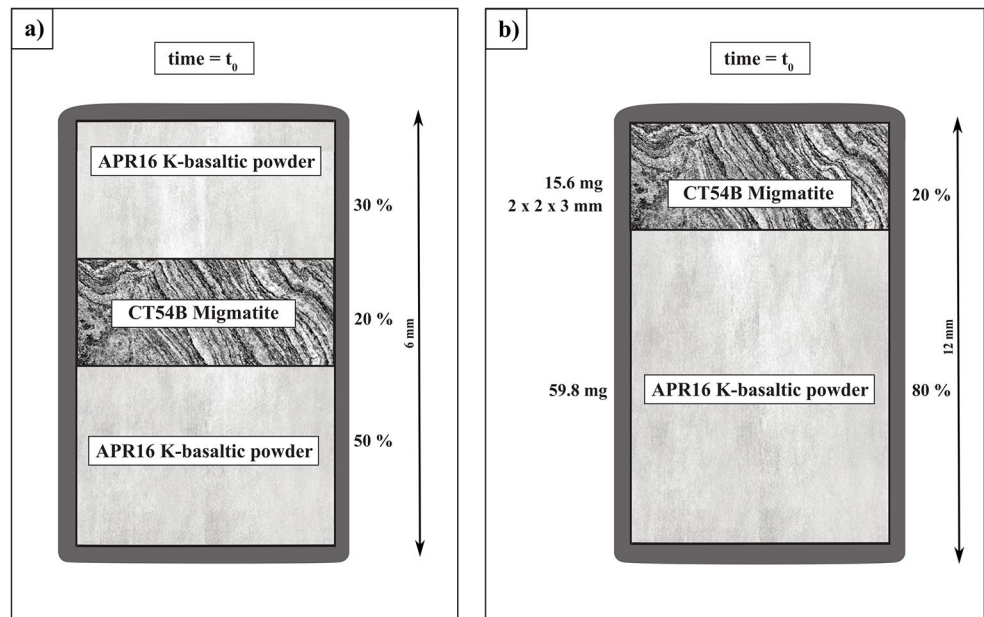 a)
time = t0
APR16 K-basaltic powder
30 %
CT54B Migmatite
20 %
6 mm
APR16 K-basaltic powder
50 %
b)
time = t0
15.6 mg
2 x 2 x 3 mm
CT54B Migmatite
20 %
12 mm
59.8 mg
APR16 K-basaltic powder
80 %